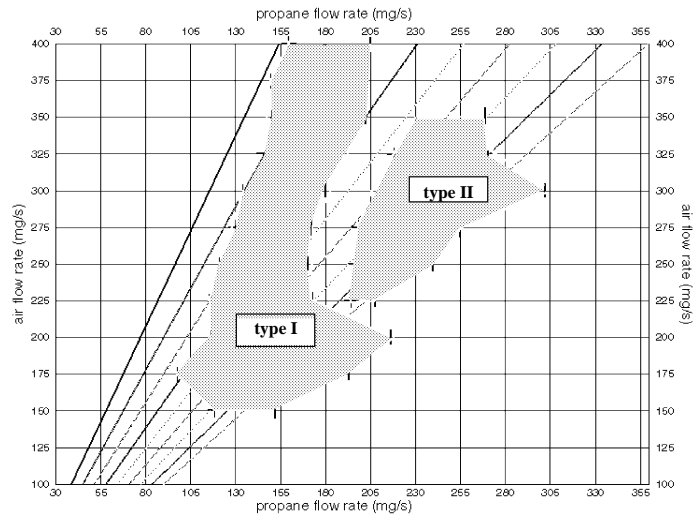 propane flow rate (mg/s)
30 55 80 105 130 155 180 205 230 255 280 305 330 355
400 400
375 375
350 350
325 325
300 type II 300
275 275
250 250
225 225
200 type I 200
175 175
150 150
125 125
100 100
air flow rate (mg/s)
air flow rate (mg/s)
30 55 80 105 130 155 180 205 230 255 280 305 330 355
propane flow rate (mg/s)